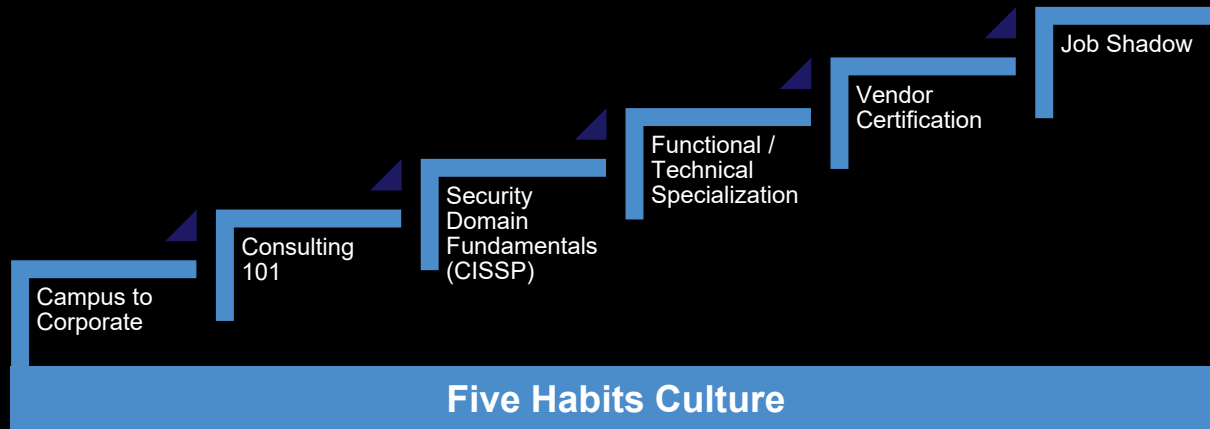 Campus to
Corporate
Consulting
101
Security
Domain
Fundamentals
(CISSP)
Functional /
Technical
Specialization
Vendor
Certification
Job Shadow
Five Habits Culture